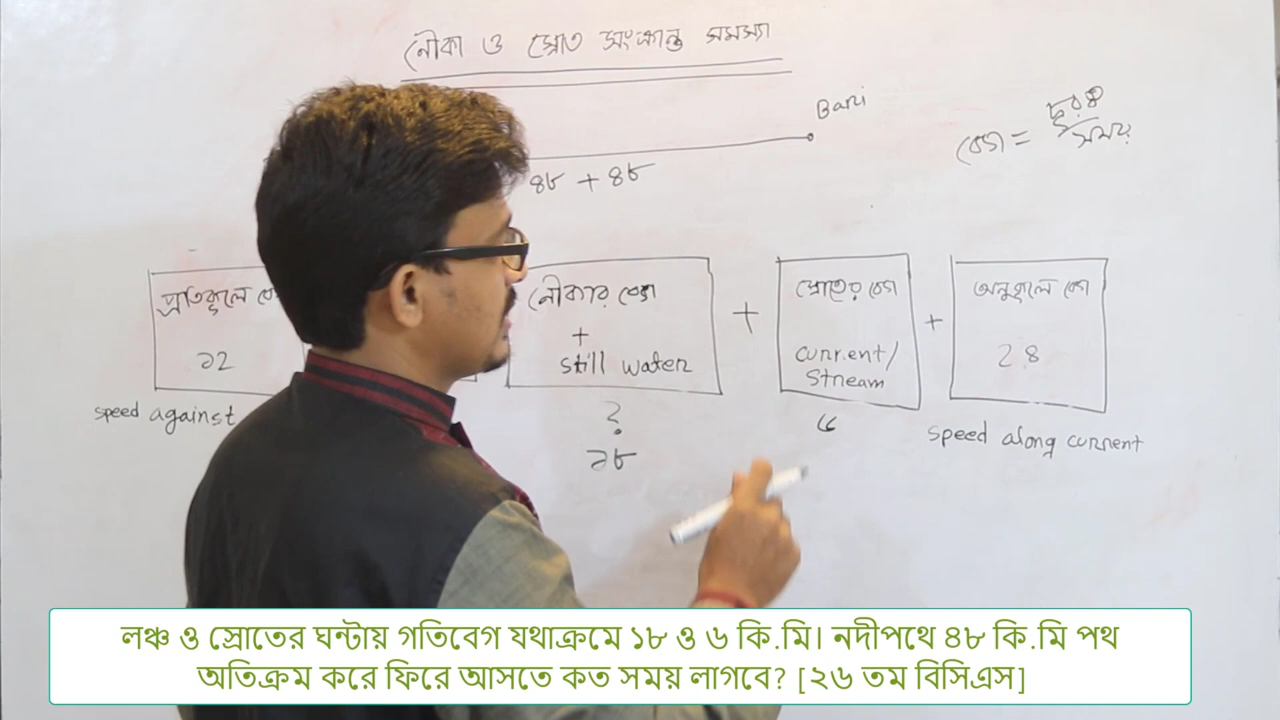 নৌকা ও স্রোত সংক্রান্ত সমস্যা
Bari
বেগ = দূরত্ব / সময়
৪৮ + ৪৮
প্রতিকূলে বেগ
১২
speed against
নৌকার বেগ
+
still water
?
১৮
+
স্রোতের বেগ
current/
stream
৬
+
অনুকূলে বেগ
২৪
speed along current
লঞ্চ ও স্রোতের ঘন্টায় গতিবেগ যথাক্রমে ১৮ ও ৬ কি.মি। নদীপথে ৪৮ কি.মি পথ
অতিক্রম করে ফিরে আসতে কত সময় লাগবে? [২৬ তম বিসিএস]